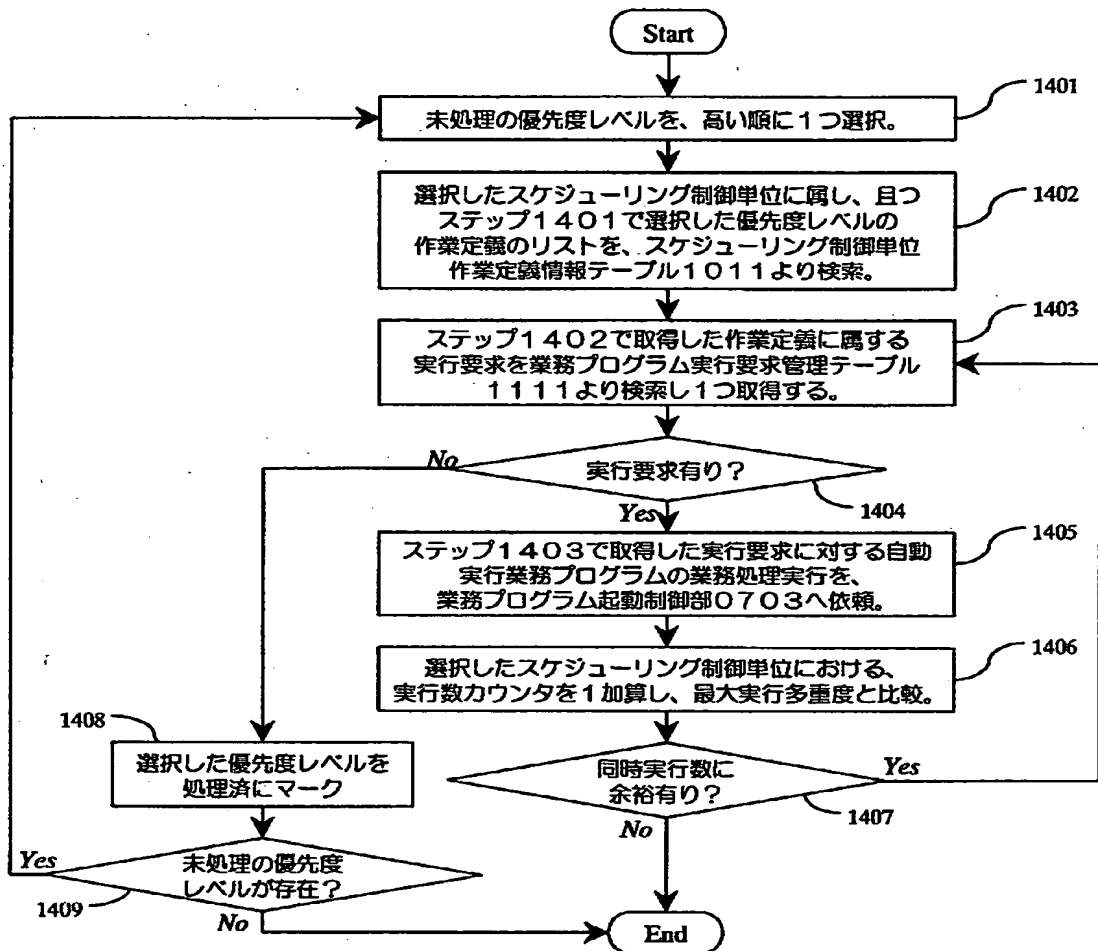 Start
1401
未処理の優先度レベルを、高い順に１つ選択。
1402
選択したスケジューリング制御単位に属し、且つ
ステップ１４０１で選択した優先度レベルの
作業定義のリストを、スケジューリング制御単位
作業定義情報テーブル１０１１より検索。
1403
ステップ１４０２で取得した作業定義に属する
実行要求を業務プログラム実行要求管理テーブル
１１１１より検索し１つ取得する。
No
実行要求有り？
1404
Yes
1405
ステップ１４０３で取得した実行要求に対する自動
実行業務プログラムの業務処理実行を、
業務プログラム起動制御部０７０３へ依頼。
1406
選択したスケジューリング制御単位における、
実行数カウンタを１加算し、最大実行多重度と比較。
1408
選択した優先度レベルを
処理済にマーク
同時実行数に
余裕有り？
Yes
1407
No
Yes
未処理の優先度
レベルが存在？
1409
No
End